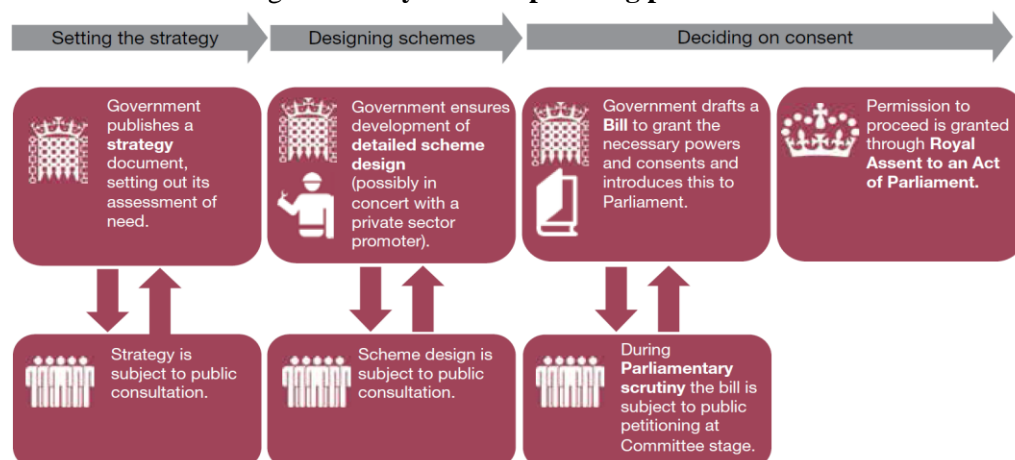 Setting the strategy
Designing schemes
Deciding on consent
Government
publishes a
strategy
document,
setting out its
assessment of
need.
Government ensures
development of
detailed scheme
design
(possibly in
concert with a
private sector
promoter).
Government drafts a
Bill to grant the
necessary powers
and consents and
introduces this to
Parliament.
Permission to
proceed is granted
through Royal
Assent to an Act
of Parliament.
Strategy is
subject to public
consultation.
Scheme design is
subject to public
consultation.
During
Parliamentary
scrutiny the bill is
subject to public
petitioning at
Committee stage.